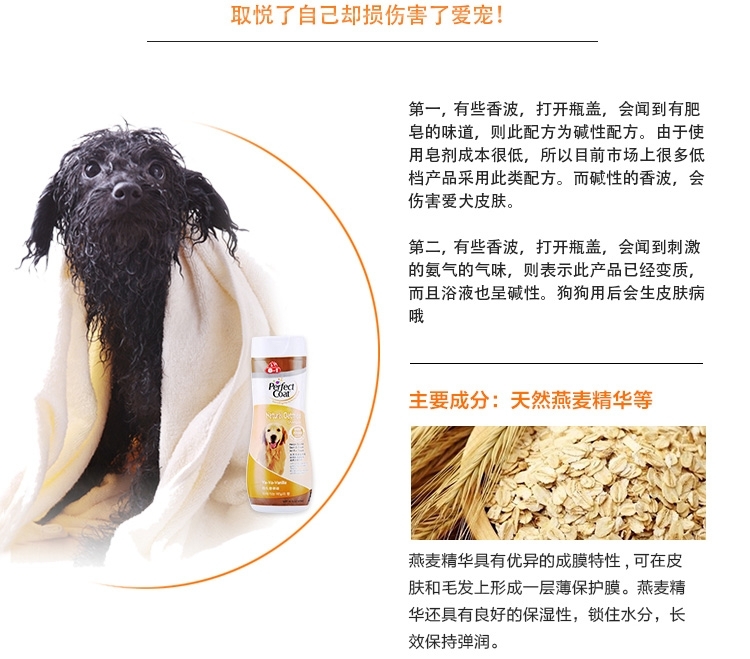 取悦了自己却损伤害了爱宠！
第一, 有些香波，打开瓶盖，会闻到有肥
皂的味道，则此配方为碱性配方。由于使
用皂剂成本很低，所以目前市场上很多低
档产品采用此类配方。而碱性的香波，会
伤害爱犬皮肤。
第二, 有些香波，打开瓶盖，会闻到刺激
的氨气的气味，则表示此产品已经变质，
而且浴液也呈碱性。狗狗用后会生皮肤病
哦
8in1
Perfect
Coat
主要成分：天然燕麦精华等
燕麦精华具有优异的成膜特性 , 可在皮
肤和毛发上形成一层薄保护膜。燕麦精
华还具有良好的保湿性，锁住水分，长
效保持弹润。